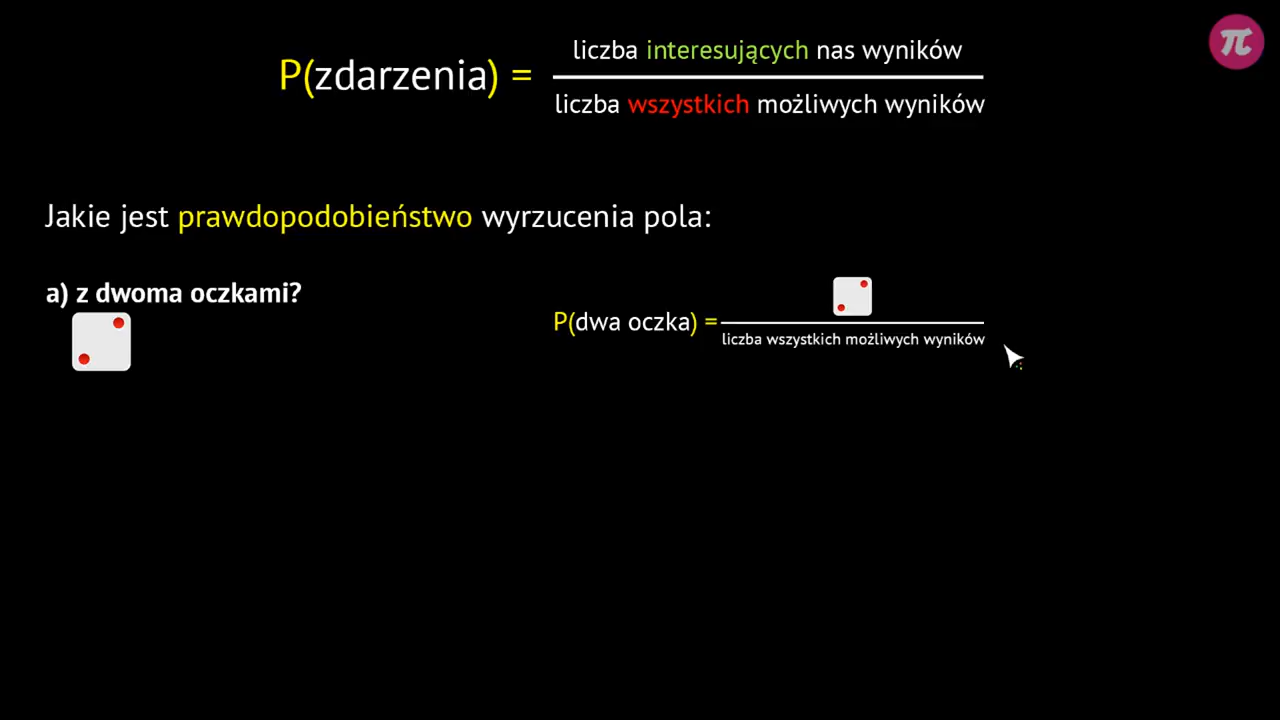 π
liczba interesujących nas wyników
P(zdarzenia) =
liczba wszystkich możliwych wyników
Jakie jest prawdopodobieństwo wyrzucenia pola:
a) z dwoma oczkami?
P(dwa oczka) =
liczba wszystkich możliwych wyników